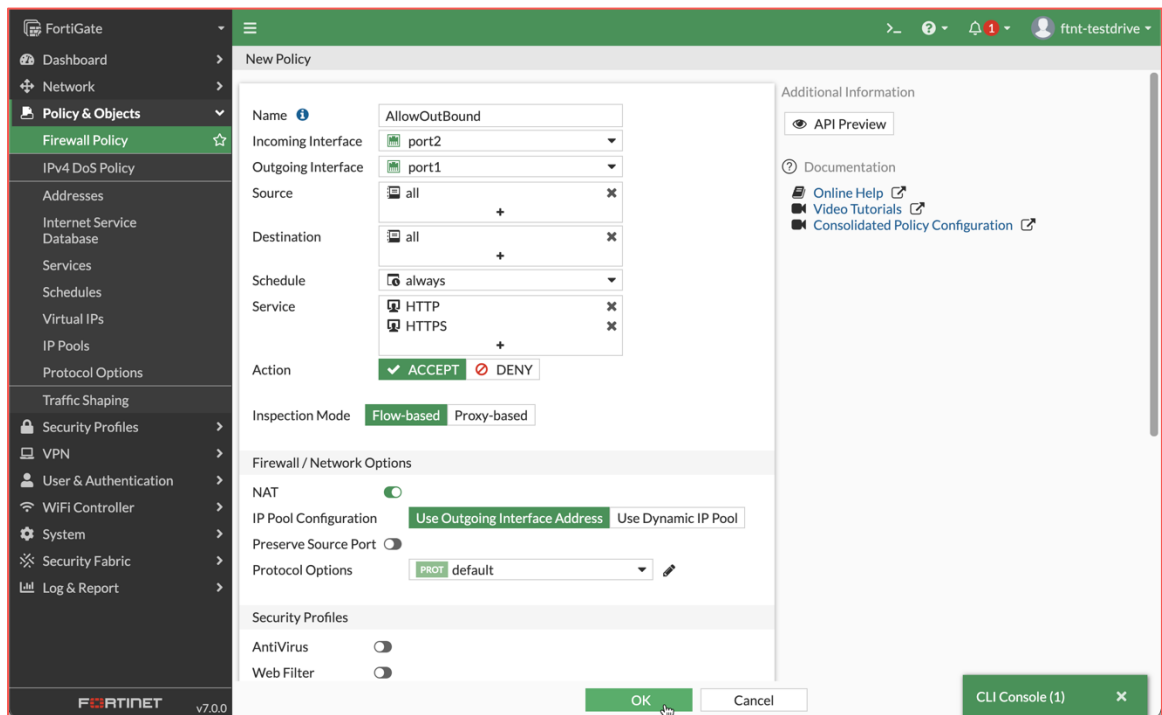 FortiGate
ftnt-testdrive
1
Dashboard
Network
Policy & Objects
Firewall Policy
IPv4 DoS Policy
Addresses
Internet Service
Database
Services
Schedules
Virtual IPs
IP Pools
Protocol Options
Traffic Shaping
Security Profiles
VPN
User & Authentication
WiFi Controller
System
Security Fabric
Log & Report
FORTINET
v7.0.0
New Policy
Name AllowOutBound
Incoming Interface port2
Outgoing Interface port1
Source all
+
Destination all
+
Schedule always
Service HTTP
HTTPS
+
Action ACCEPT DENY
Inspection Mode Flow-based Proxy-based
Firewall / Network Options
NAT
IP Pool Configuration Use Outgoing Interface Address Use Dynamic IP Pool
Preserve Source Port
Protocol Options PROT default
Security Profiles
AntiVirus
Web Filter
OK Cancel
Additional Information
API Preview
Documentation
Online Help
Video Tutorials
Consolidated Policy Configuration
CLI Console (1)